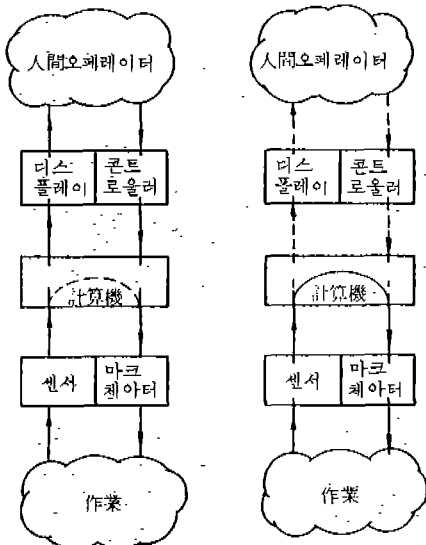 人間오페레이터
디스플레이
콘트로울러
計算機
센서
마크체아터
作業
人間오페레이터
디스플레이
콘트로울러
計算機
센서
마크체아터
作業